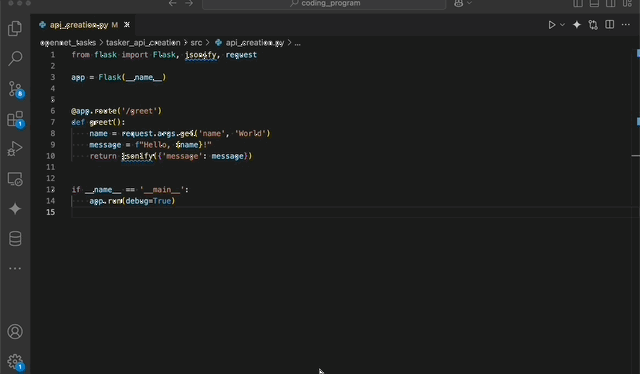 coding_program
api_creation.py M
tasker_api_creation > src > api_creation.py > ...
1 from flask import Flask, jsonify, request
2
3 app = Flask(__name__)
4
5
6 @app.route('/greet')
7 def greet():
8 name = request.args.get('name', 'World')
9 message = f"Hello, {name}!"
10 return jsonify({'message': message})
11
12
13 if __name__ == '__main__':
14 app.run(debug=True)
15
8
1
1